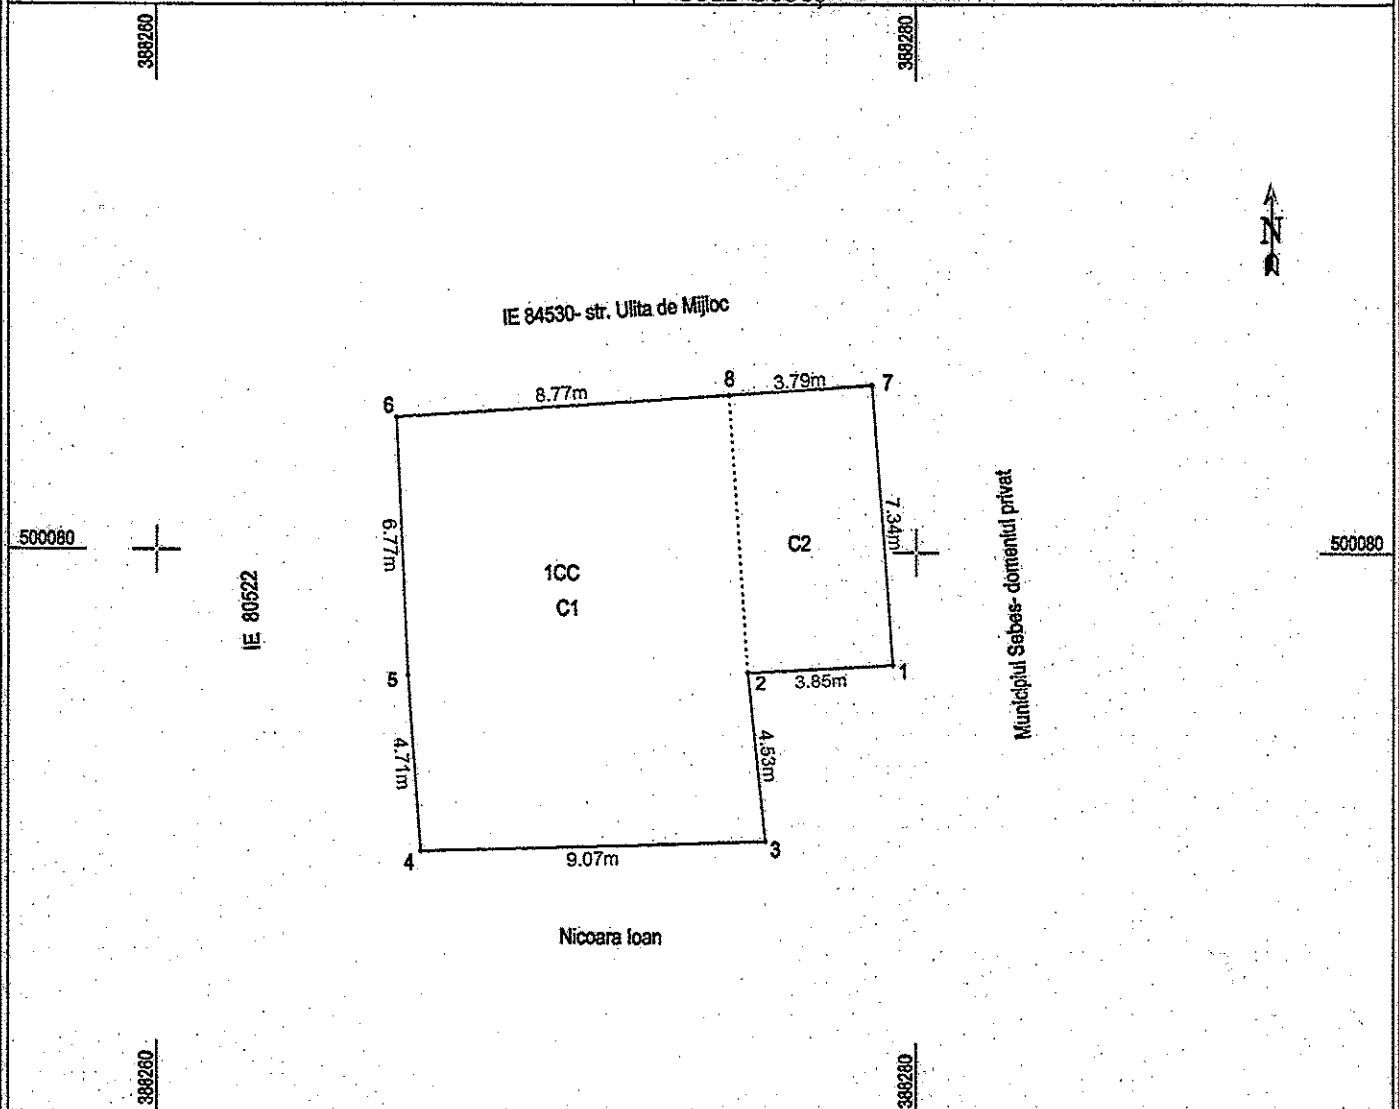 388260
388280
N
IE 84530- str. Ulita de Mijloc
6
8.77m
8
3.79m
7
6.77m
7.34m
500080
500080
C2
1CC
C1
IE 80522
Municipiul Sebes- domeniul privat
5
2
3.85m
1
4.71m
4.53m
4
9.07m
3
Nicoara Ioan
388260
388280